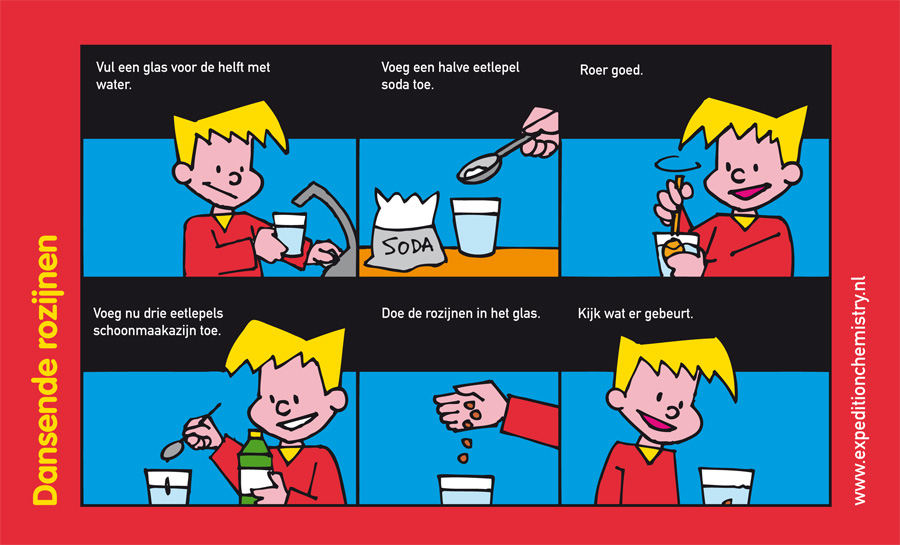 Dansende rozijnen
Vul een glas voor de helft met
water.
Voeg een halve eetlepel
soda toe.
SODA
Roer goed.
Voeg nu drie eetlepels
schoonmaakazijn toe.
Doe de rozijnen in het glas.
Kijk wat er gebeurt.
www.expeditionchemistry.nl